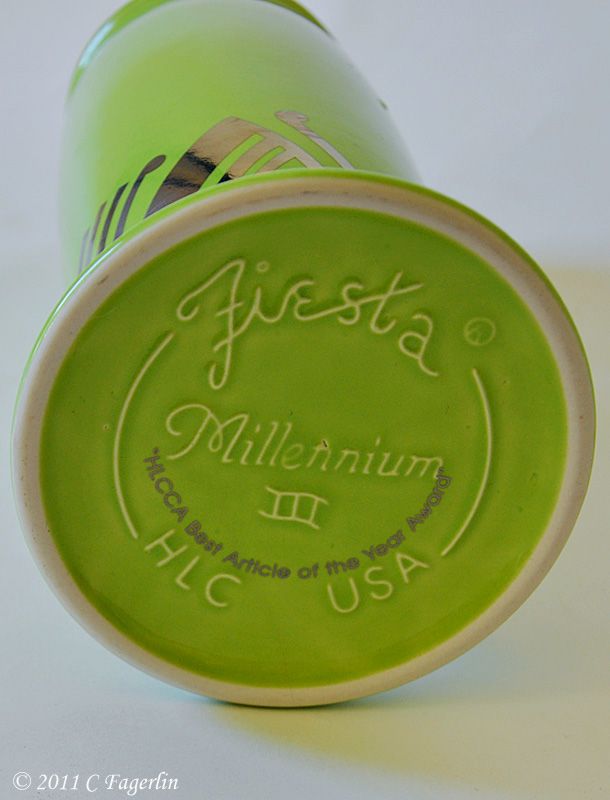 Fiesta ®
Millennium
III
"HLCCA Best Article of the Year Award"
HLC USA
© 2011 C Fagerlin